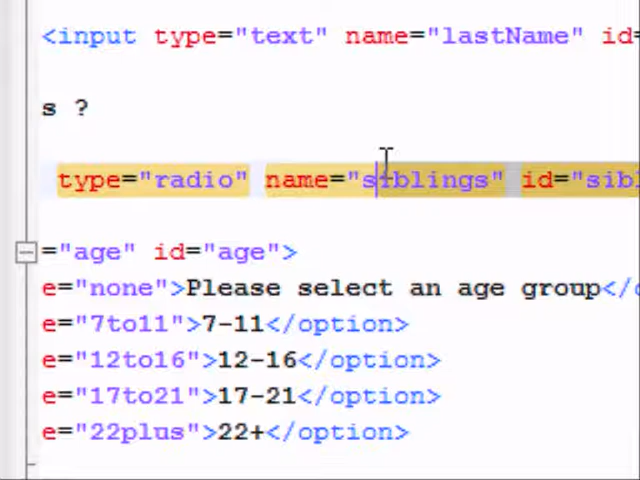 <input type="text" name="lastName" id=
s ?
type="radio" name="siblings" id="sibl
="age" id="age">
e="none">Please select an age group</
e="7to11">7-11</option>
e="12to16">12-16</option>
e="17to21">17-21</option>
e="22plus">22+</option>